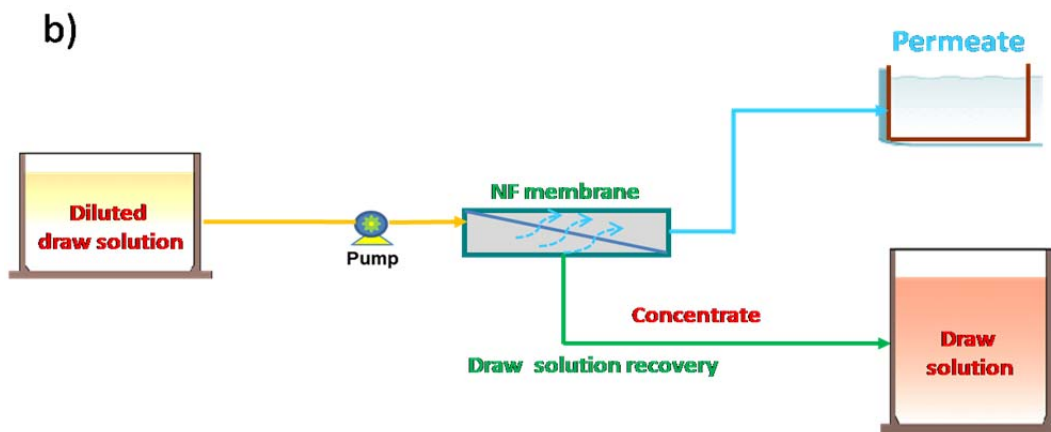 b)
Permeate
NF membrane
Diluted
draw solution
Pump
Concentrate
Draw solution recovery
Draw
solution